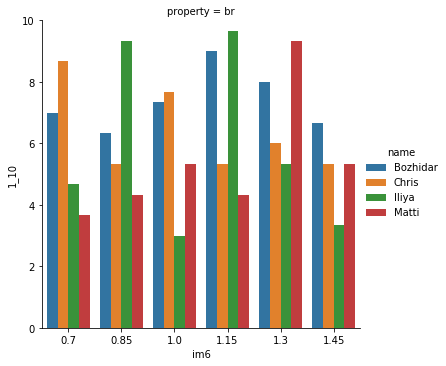 property = br
10
8
6
4
2
0
1_10
0.7 0.85 1.0 1.15 1.3 1.45
im6
name
Bozhidar
Chris
Iliya
Matti